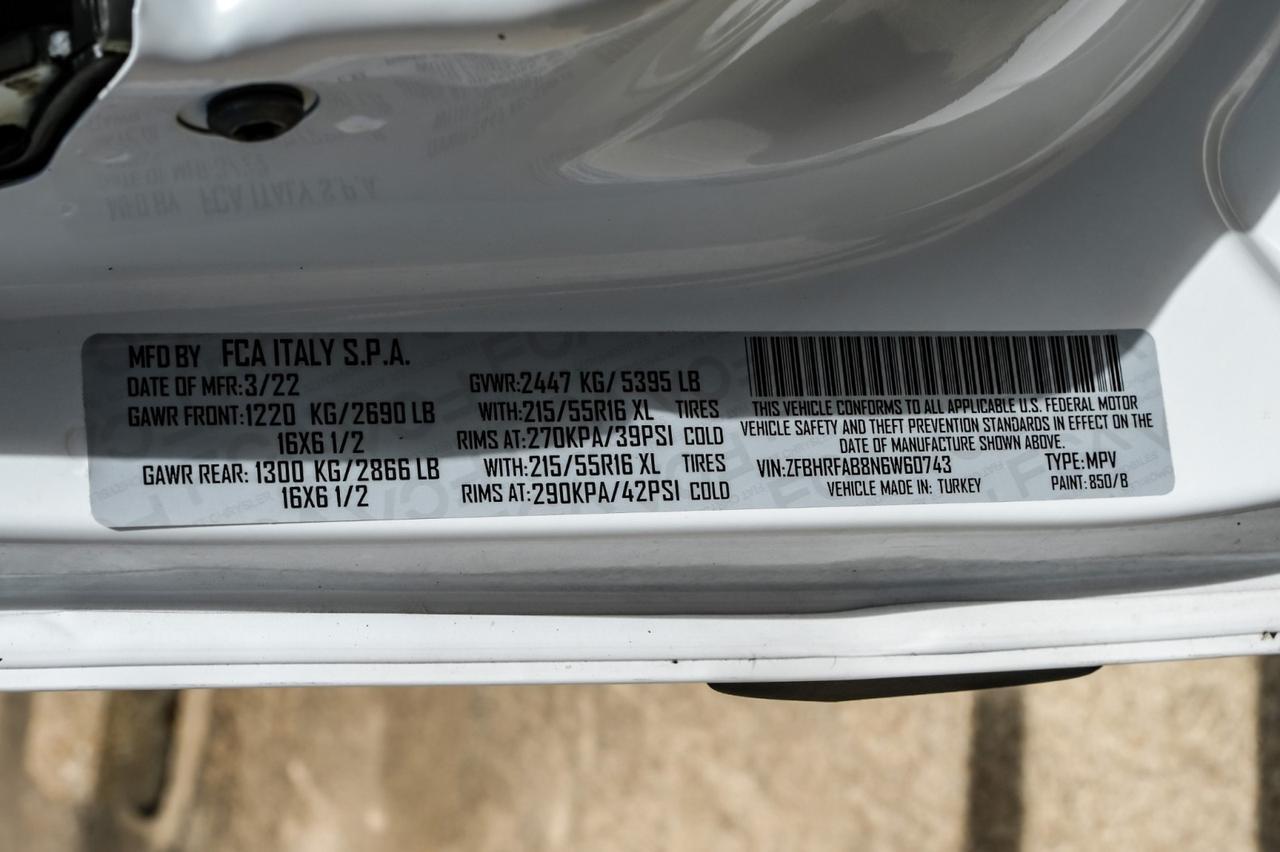 MFD BY FCA ITALY S.P.A.
DATE OF MFR:3/22
GAWR FRONT:1220 KG/2690 LB
16X6 1/2
GAWR REAR: 1300 KG/2866 LB
16X6 1/2
GVWR:2447 KG/5395 LB
WITH:215/55R16 XL TIRES
RIMS AT:270KPA/39PSI COLD
WITH:215/55R16 XL TIRES
RIMS AT:290KPA/42PSI COLD
THIS VEHICLE CONFORMS TO ALL APPLICABLE U.S. FEDERAL MOTOR
VEHICLE SAFETY AND THEFT PREVENTION STANDARDS IN EFFECT ON THE
DATE OF MANUFACTURE SHOWN ABOVE.
VIN:ZFBHRFAB8N6W60743 TYPE:MPV
VEHICLE MADE IN: TURKEY PAINT: 850/B